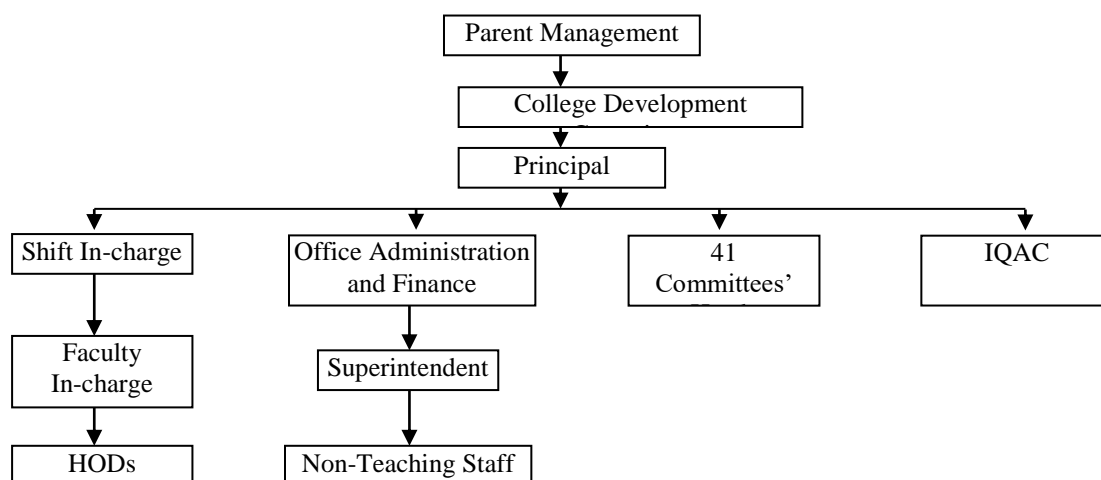 Parent Management
College Development
Principal
Shift In-charge
Office Administration
and Finance
41
Committees’
IQAC
Faculty
In-charge
Superintendent
HODs
Non-Teaching Staff